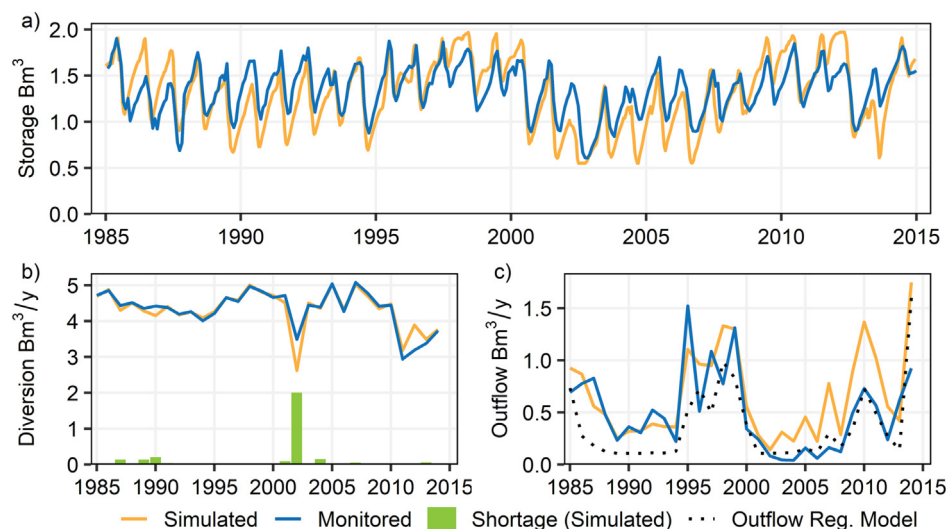 a)
Storage Bm³
2.0
1.5
1.0
0.5
0.0
1985 1990 1995 2000 2005 2010 2015
b)
Diversion Bm³/y
5
4
3
2
1
0
1985 1990 1995 2000 2005 2010 2015
c)
Outflow Bm³/y
1.5
1.0
0.5
0.0
1985 1990 1995 2000 2005 2010 2015
Simulated Monitored Shortage (Simulated) Outflow Reg. Model